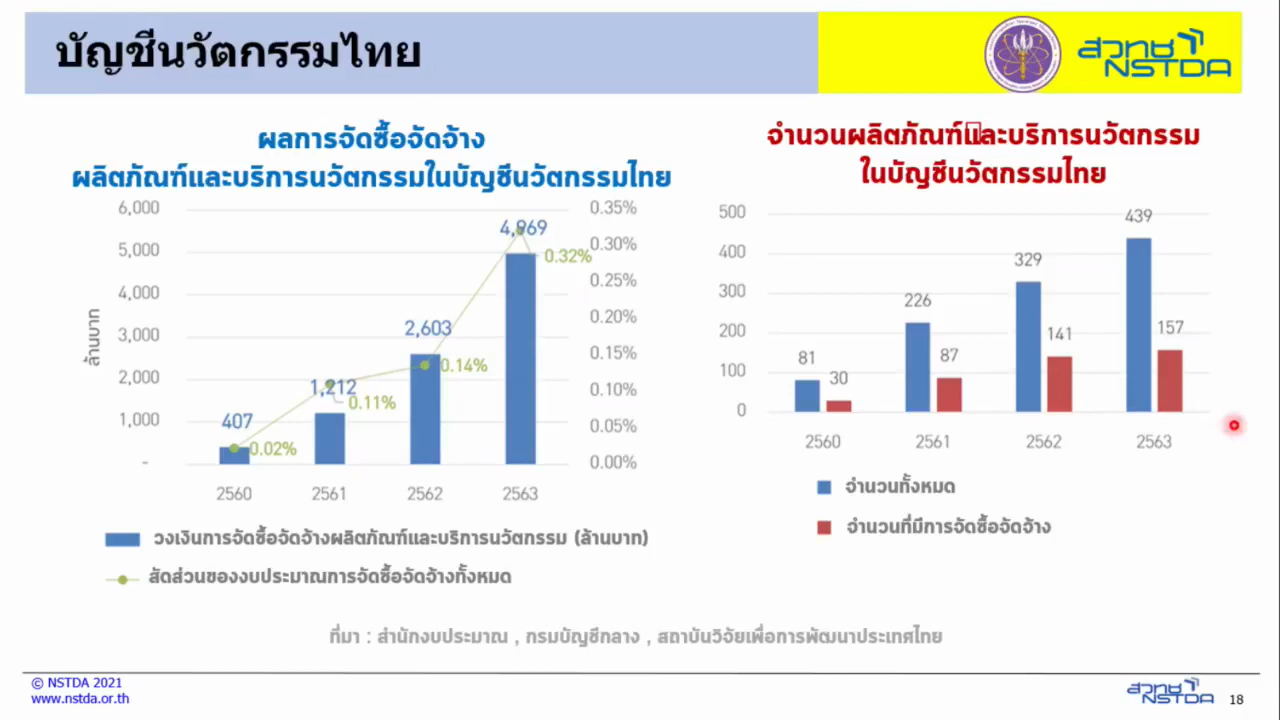 บัญชีนวัตกรรมไทย
สวทช
NSTDA
ผลการจัดซื้อจัดจ้าง
ผลิตภัณฑ์และบริการนวัตกรรมในบัญชีนวัตกรรมไทย
6,000
5,000
4,000
3,000
2,000
1,000
-
ล้านบาท
0.35%
0.30%
0.25%
0.20%
0.15%
0.10%
0.05%
0.00%
407
1,212
2,603
4,969
0.02%
0.11%
0.14%
0.32%
2560 2561 2562 2563
วงเงินการจัดซื้อจัดจ้างผลิตภัณฑ์และบริการนวัตกรรม (ล้านบาท)
สัดส่วนของงบประมาณการจัดซื้อจัดจ้างทั้งหมด
จำนวนผลิตภัณฑ์และบริการนวัตกรรม
ในบัญชีนวัตกรรมไทย
500
400
300
200
100
0
81 30
226 87
329 141
439 157
2560 2561 2562 2563
จำนวนทั้งหมด
จำนวนที่มีการจัดซื้อจัดจ้าง
ที่มา : สำนักงบประมาณ , กรมบัญชีกลาง , สถาบันวิจัยเพื่อการพัฒนาประเทศไทย
© NSTDA 2021
www.nstda.or.th
สวทช
NSTDA
18